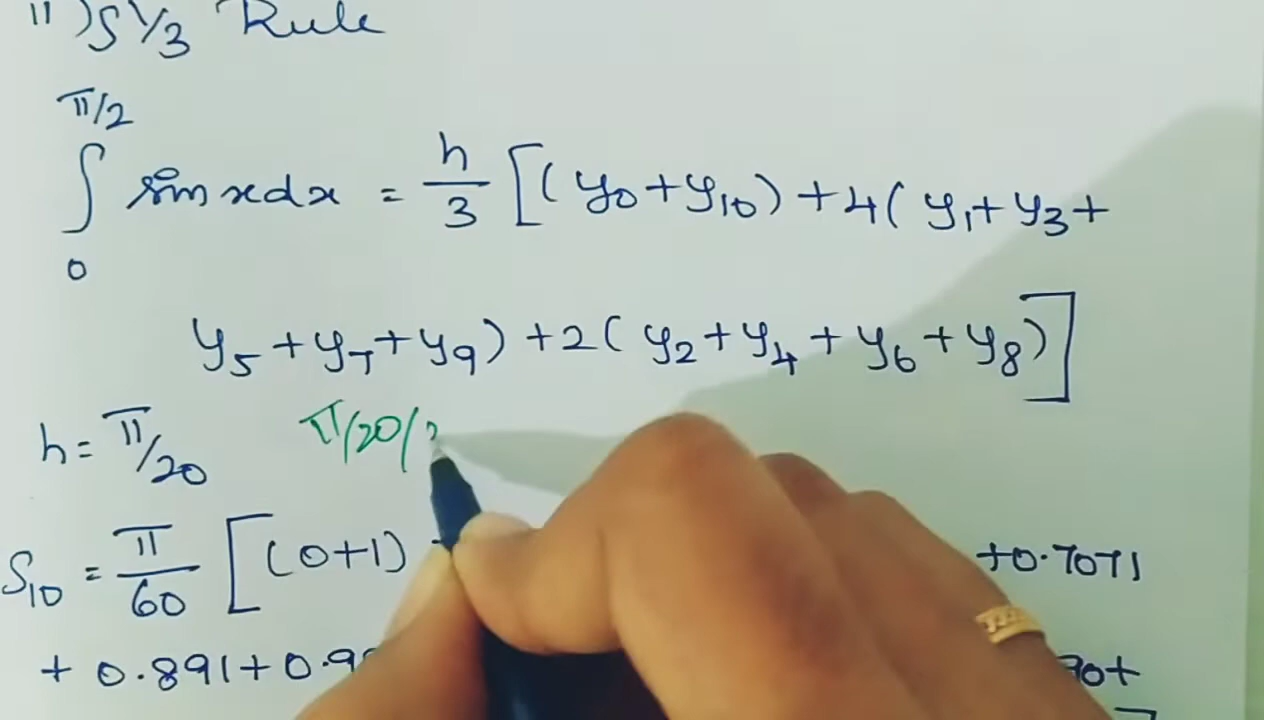 ii) S 1/3 Rule
π/2
∫ sin x dx = h/3 [(y₀+y₁₀)+4(y₁+y₃+
0
y₅+y₇+y₉)+2(y₂+y₄+y₆+y₈)]
h=π/20 π/20/
S₁₀ = π/60 [(0+1) +0.7071
+0.891+0.9